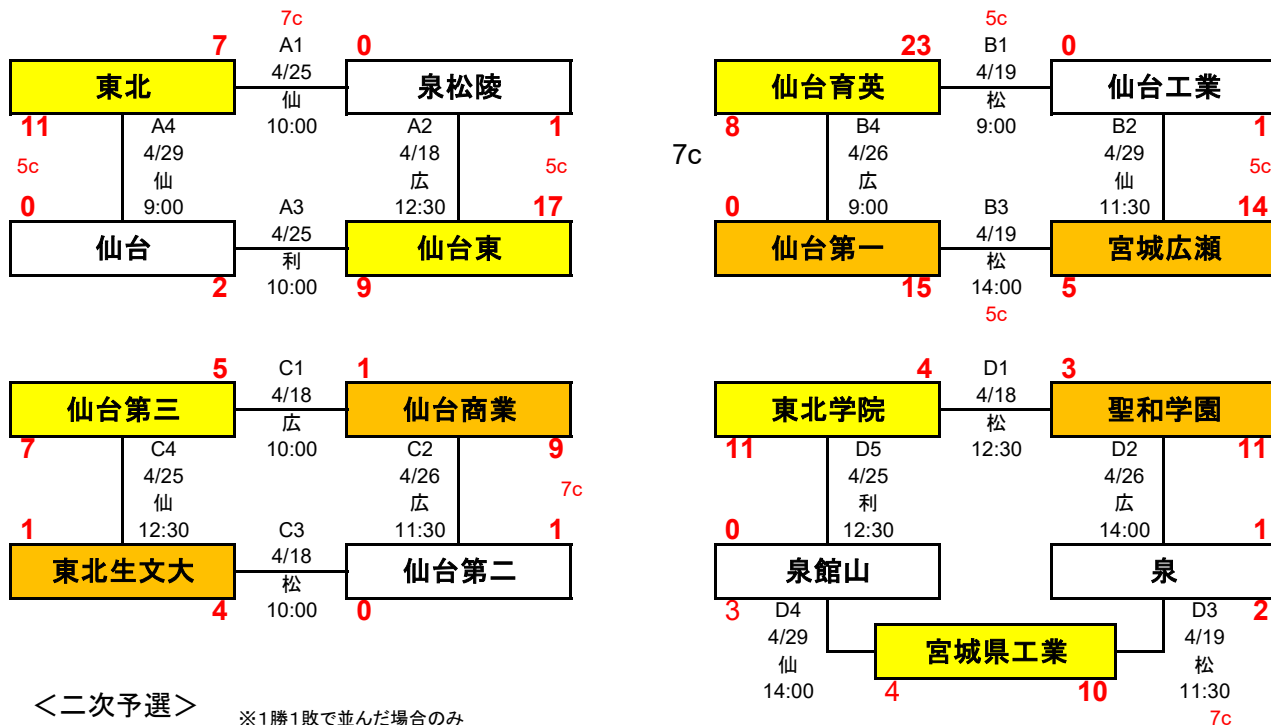 7c
7 A1 0
4/25
東北 仙 泉松陵
10:00
11 A4 A2 1
4/29 4/18
5c 仙 広 5c
9:00 12:30
0 A3 17
4/25
仙台 利 仙台東
2 10:00 9
5c
23 B1 0
4/19
仙台育英 松 仙台工業
9:00
8 B4 B2 1
7c 4/26 4/29
広 仙 5c
9:00 11:30
0 B3 14
4/19
仙台第一 松 宮城広瀬
15 14:00 5
5c
5 C1 1
4/18
仙台第三 広 仙台商業
10:00
7 C4 C2 9
4/25 4/26
仙 広 7c
12:30 11:30
1 C3 1
4/18
東北生文大 松 仙台第二
4 10:00 0
4 D1 3
4/18
東北学院 松 聖和学園
12:30
11 D5 D2 11
4/25 4/26
利 広
12:30 14:00
0 1
泉館山 泉
3 D4 D3 2
4/29 4/19
仙 宮城県工業 松
14:00 4 10 11:30
7c
＜二次予選＞ ※1勝1敗で並んだ場合のみ